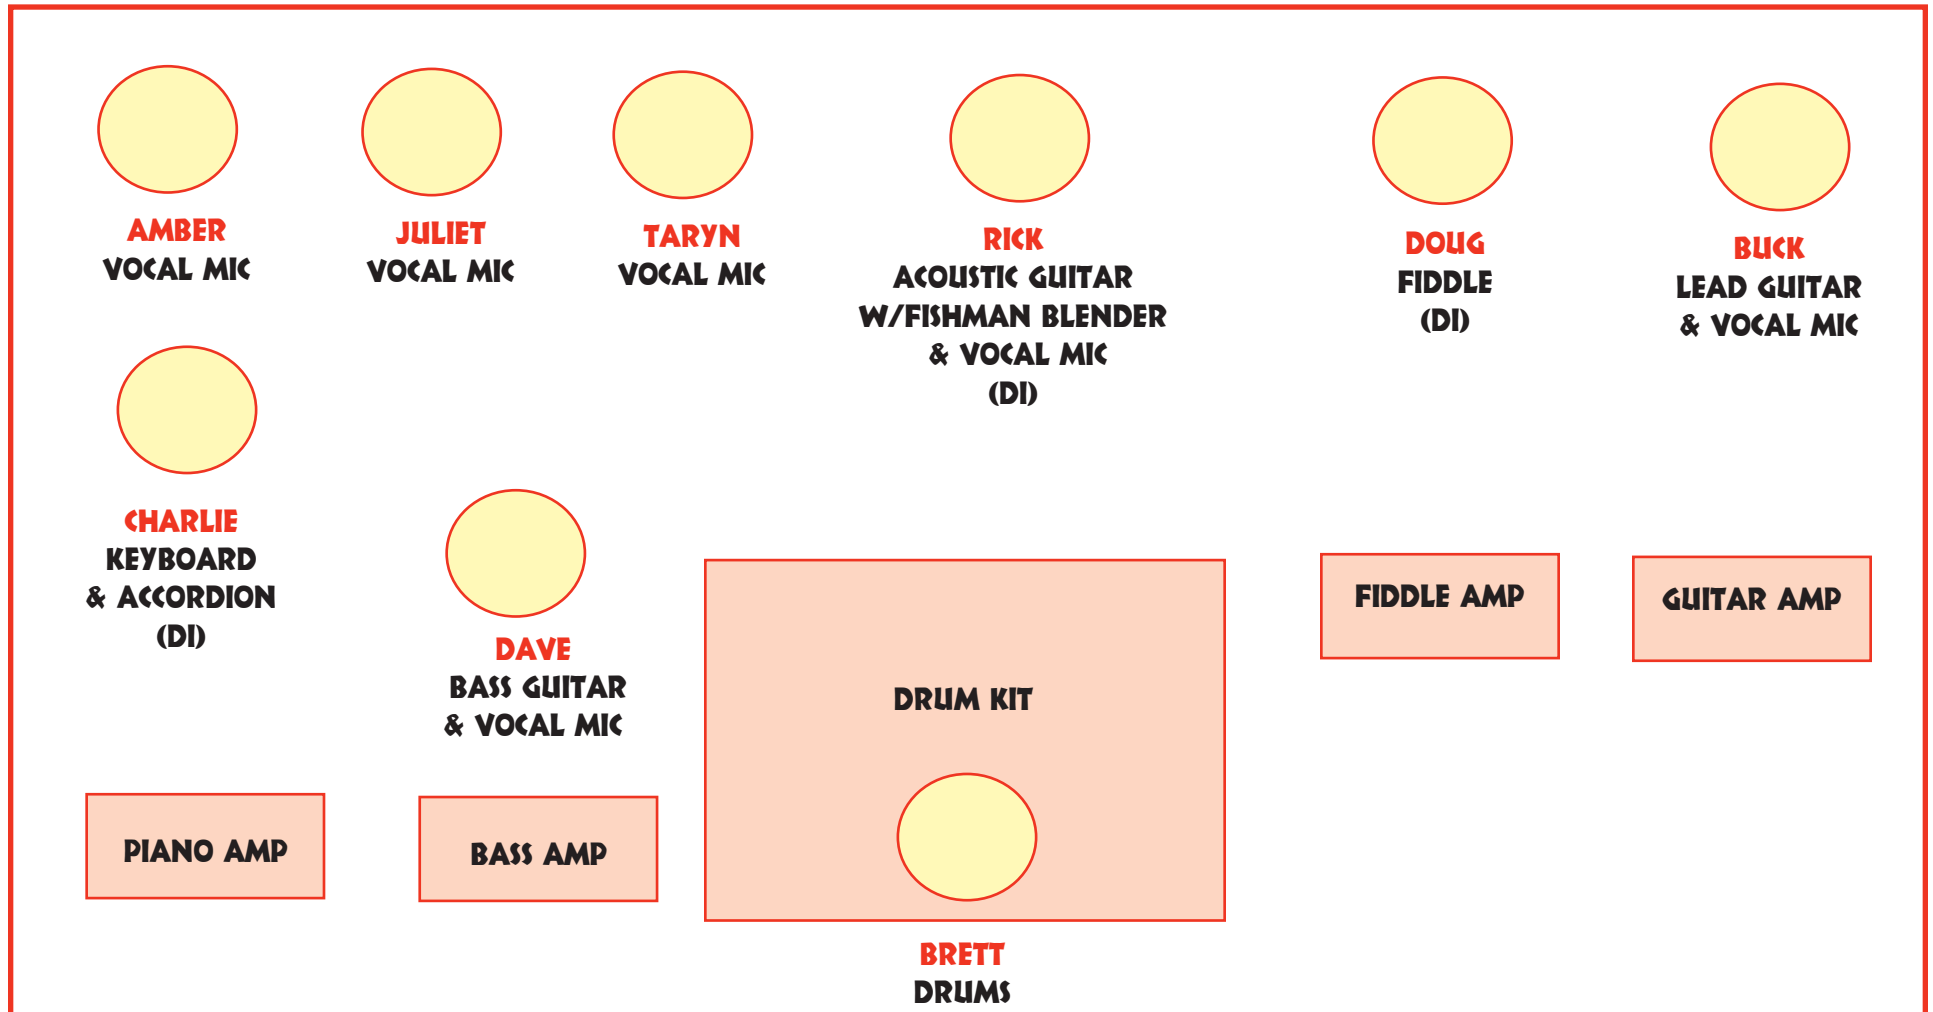 AMBER
VOCAL MIC
JULIET
VOCAL MIC
TARYN
VOCAL MIC
RICK
ACOUSTIC GUITAR
W/FISHMAN BLENDER
& VOCAL MIC
(DI)
DOUG
FIDDLE
(DI)
BUCK
LEAD GUITAR
& VOCAL MIC
CHARLIE
KEYBOARD
& ACCORDION
(DI)
DAVE
BASS GUITAR
& VOCAL MIC
DRUM KIT
FIDDLE AMP
GUITAR AMP
PIANO AMP
BASS AMP
BRETT
DRUMS